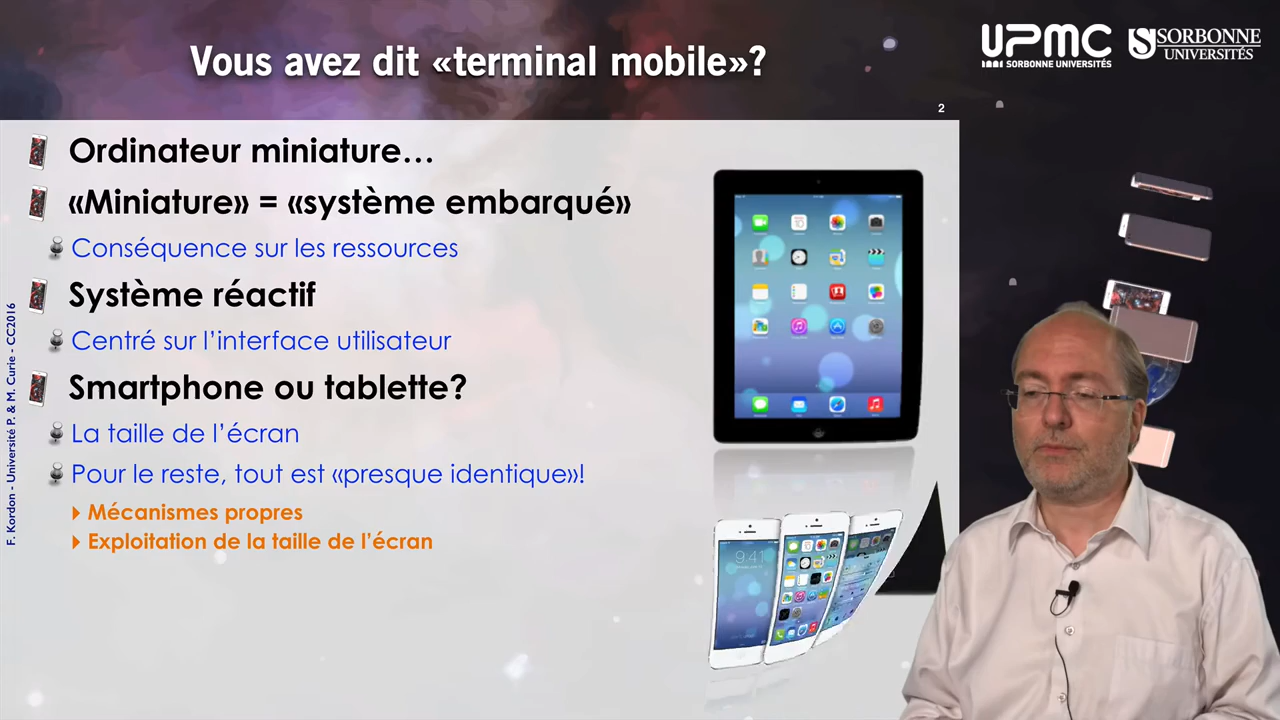 Vous avez dit «terminal mobile»?
UPMC
SORBONNE UNIVERSITÉS
SORBONNE
UNIVERSITÉS
2
Ordinateur miniature…
«Miniature» = «système embarqué»
Conséquence sur les ressources
Système réactif
Centré sur l’interface utilisateur
Smartphone ou tablette?
La taille de l’écran
Pour le reste, tout est «presque identique»!
Mécanismes propres
Exploitation de la taille de l’écran
F. Kordon - Université P. & M. Curie - CC2016
9:41